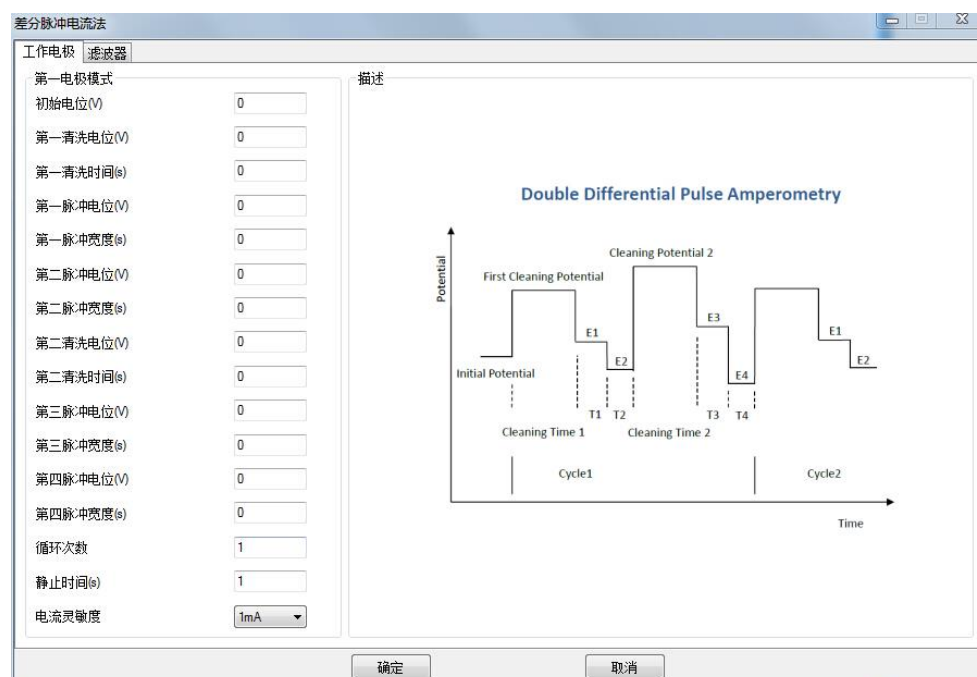 差分脉冲电流法
工作电极 滤波器
第一电极模式
初始电位(V) 0
第一清洗电位(V) 0
第一清洗时间(s) 0
第一脉冲电位(V) 0
第一脉冲宽度(s) 0
第二脉冲电位(V) 0
第二脉冲宽度(s) 0
第二清洗电位(V) 0
第二清洗时间(s) 0
第三脉冲电位(V) 0
第三脉冲宽度(s) 0
第四脉冲电位(V) 0
第四脉冲宽度(s) 0
循环次数 1
静止时间(s) 1
电流灵敏度 1mA
描述
Double Differential Pulse Amperometry
Potential
Cleaning Potential 2
First Cleaning Potential
E1
E2
E3
E4
E1
E2
Initial Potential
T1 T2 T3 T4
Cleaning Time 1 Cleaning Time 2
Cycle1 Cycle2
Time
确定 取消